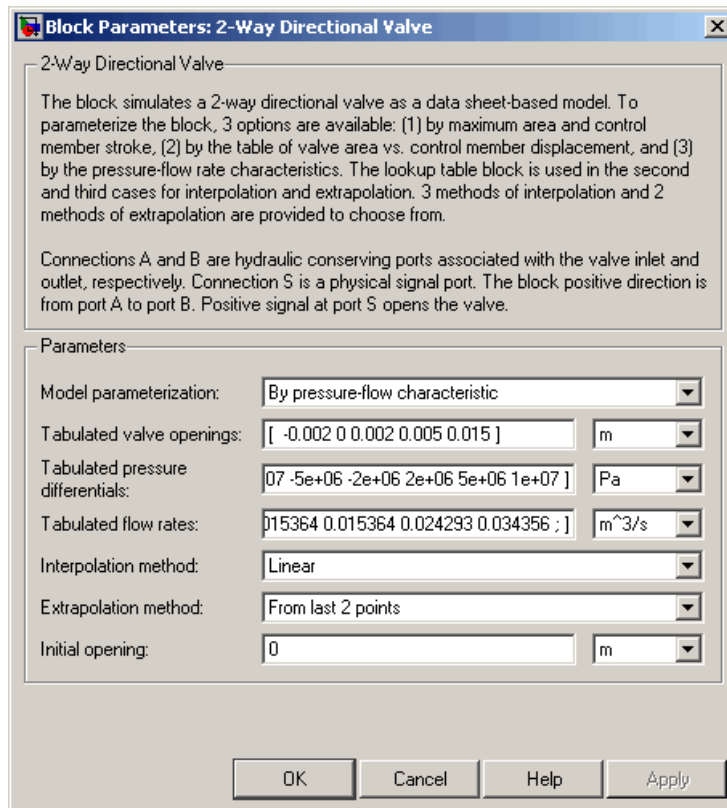 Block Parameters: 2-Way Directional Valve
2-Way Directional Valve
The block simulates a 2-way directional valve as a data sheet-based model. To
parameterize the block, 3 options are available: (1) by maximum area and control
member stroke, (2) by the table of valve area vs. control member displacement, and (3)
by the pressure-flow rate characteristics. The lookup table block is used in the second
and third cases for interpolation and extrapolation. 3 methods of interpolation and 2
methods of extrapolation are provided to choose from.
Connections A and B are hydraulic conserving ports associated with the valve inlet and
outlet, respectively. Connection S is a physical signal port. The block positive direction is
from port A to port B. Positive signal at port S opens the valve.
Parameters
Model parameterization: By pressure-flow characteristic
Tabulated valve openings: [ -0.002 0 0.002 0.005 0.015 ] m
Tabulated pressure
differentials: 07 -5e+06 -2e+06 2e+06 5e+06 1e+07 ] Pa
Tabulated flow rates: 015364 0.015364 0.024293 0.034356 ; ] m^3/s
Interpolation method: Linear
Extrapolation method: From last 2 points
Initial opening: 0 m
OK Cancel Help Apply